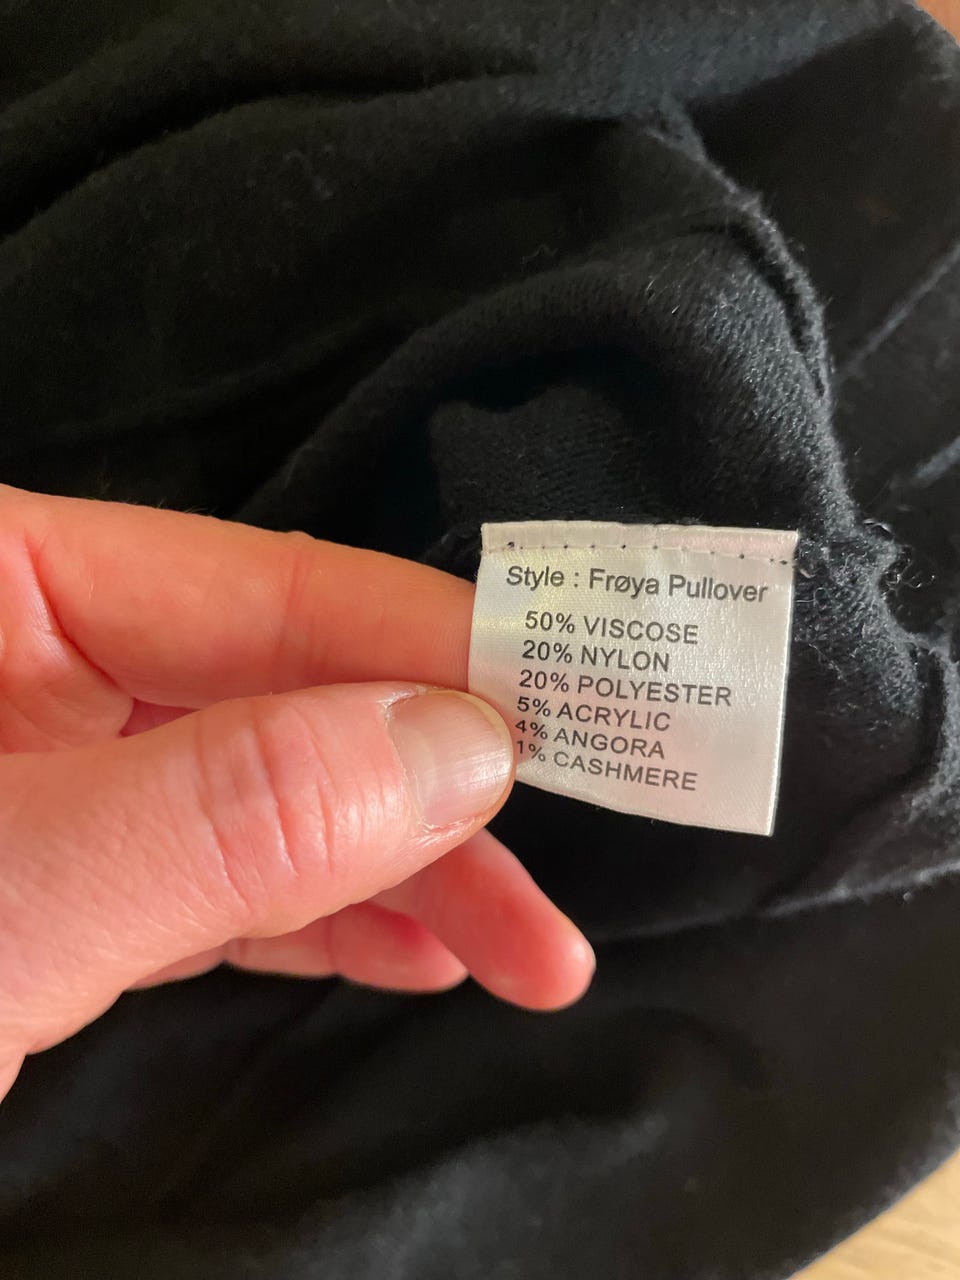 Style : Frøya Pullover
50% VISCOSE
20% NYLON
20% POLYESTER
5% ACRYLIC
4% ANGORA
1% CASHMERE